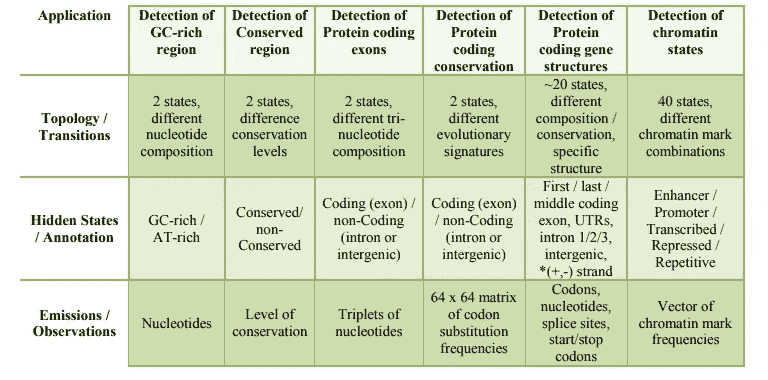 Application
Detection of
GC-rich
region
Detection of
Conserved
region
Detection of
Protein coding
exons
Detection of
Protein
coding
conservation
Detection of
Protein
coding gene
structures
Detection of
chromatin
states
Topology /
Transitions
2 states,
different
nucleotide
composition
2 states,
difference
conservation
levels
2 states,
different tri-
nucleotide
composition
2 states,
different
evolutionary
signatures
~20 states,
different
composition /
conservation,
specific
structure
40 states,
different
chromatin mark
combinations
Hidden States
/ Annotation
GC-rich /
AT-rich
Conserved/
non-
Conserved
Coding (exon) /
non-Coding
(intron or
intergenic)
Coding (exon)
/ non-Coding
(intron or
intergenic)
First / last /
middle coding
exon, UTRs,
intron 1/2/3,
intergenic,
*(+,-) strand
Enhancer /
Promoter /
Transcribed /
Repressed /
Repetitive
Emissions /
Observations
Nucleotides
Level of
conservation
Triplets of
nucleotides
64 x 64 matrix
of codon
substitution
frequencies
Codons,
nucleotides,
splice sites,
start/stop
codons
Vector of
chromatin mark
frequencies